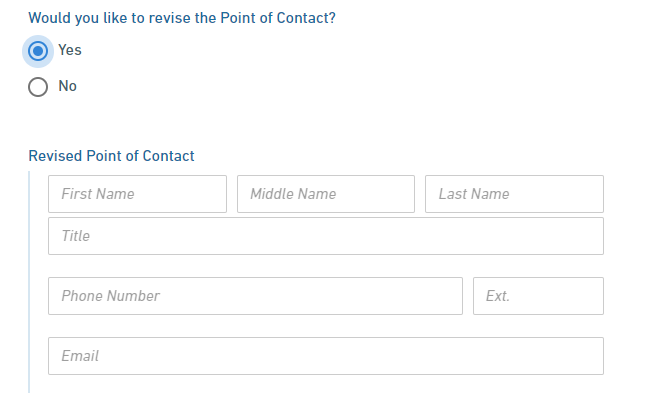 Would you like to revise the Point of Contact?
Yes
No
Revised Point of Contact
First Name Middle Name Last Name
Title
Phone Number Ext.
Email